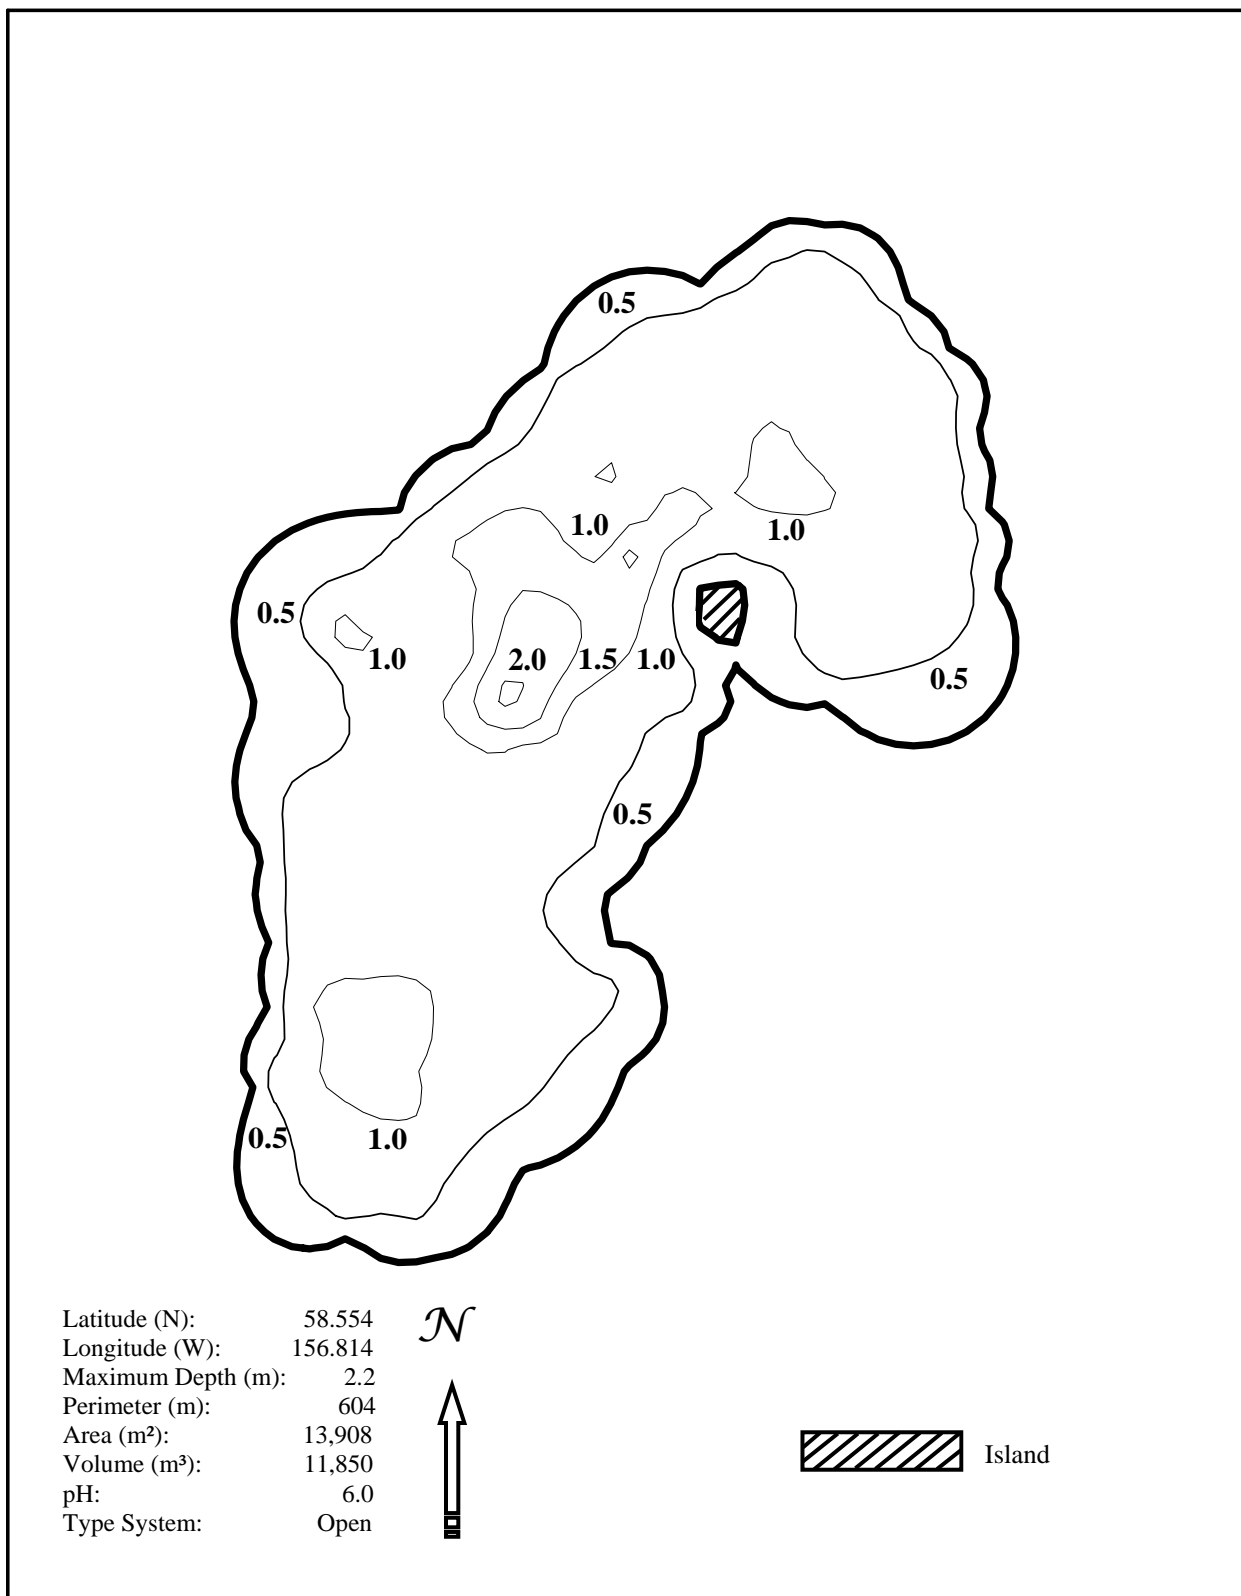 0.5
1.0
1.0
0.5
1.0
2.0
1.5
1.0
0.5
0.5
0.5
1.0
Latitude (N): 58.554
Longitude (W): 156.814
Maximum Depth (m): 2.2
Perimeter (m): 604
Area (m²): 13,908
Volume (m³): 11,850
pH: 6.0
Type System: Open
N
Island